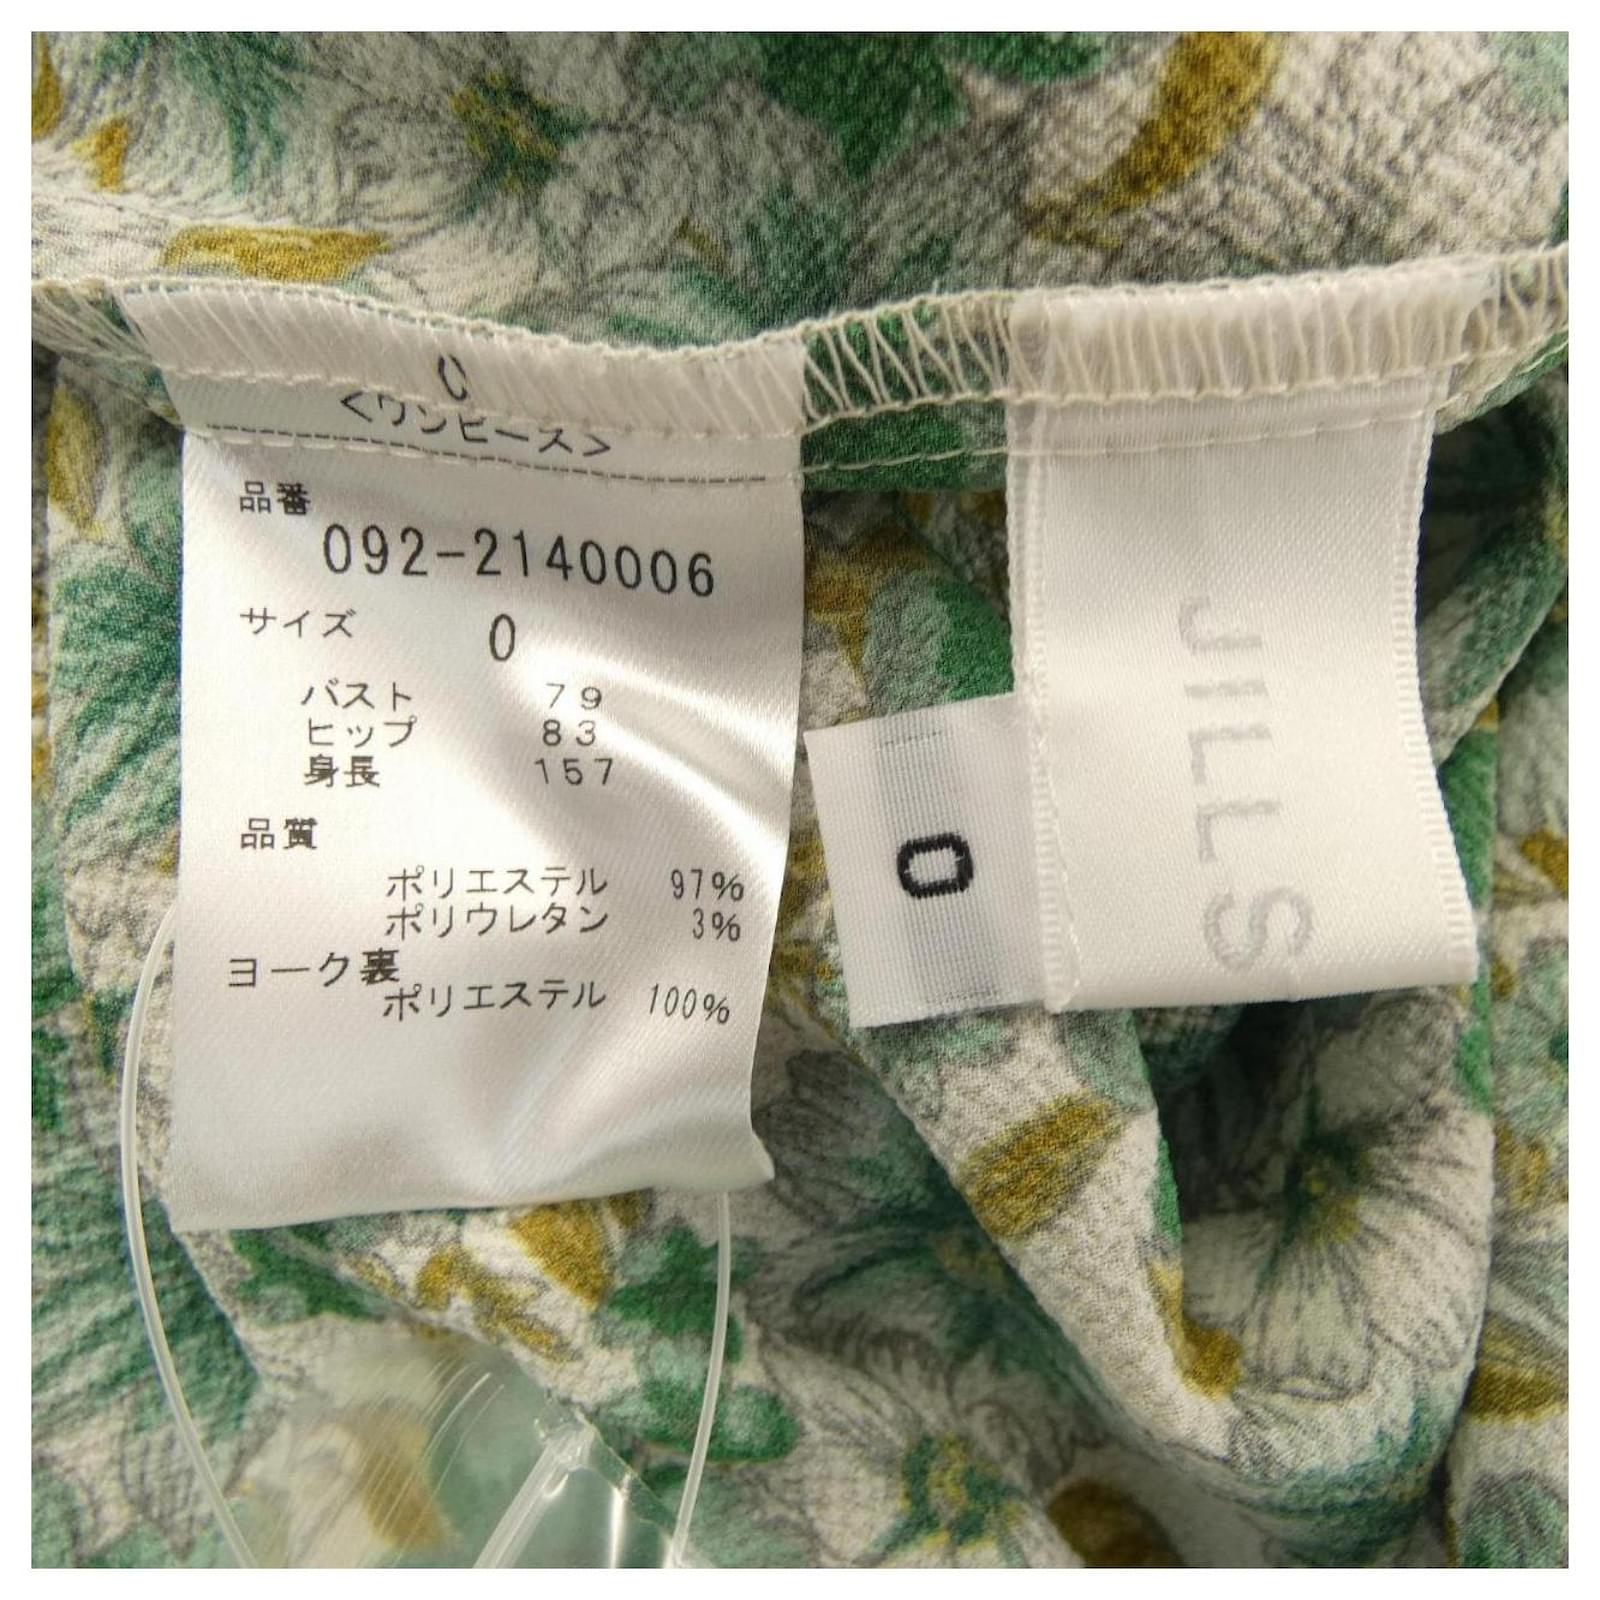 0
<ワンピース>
品番
092-2140006
サイズ 0
バスト 79
ヒップ 83
身長 157
品質
ポリエステル 97%
ポリウレタン 3%
ヨーク裏
ポリエステル 100%
0
JILLS